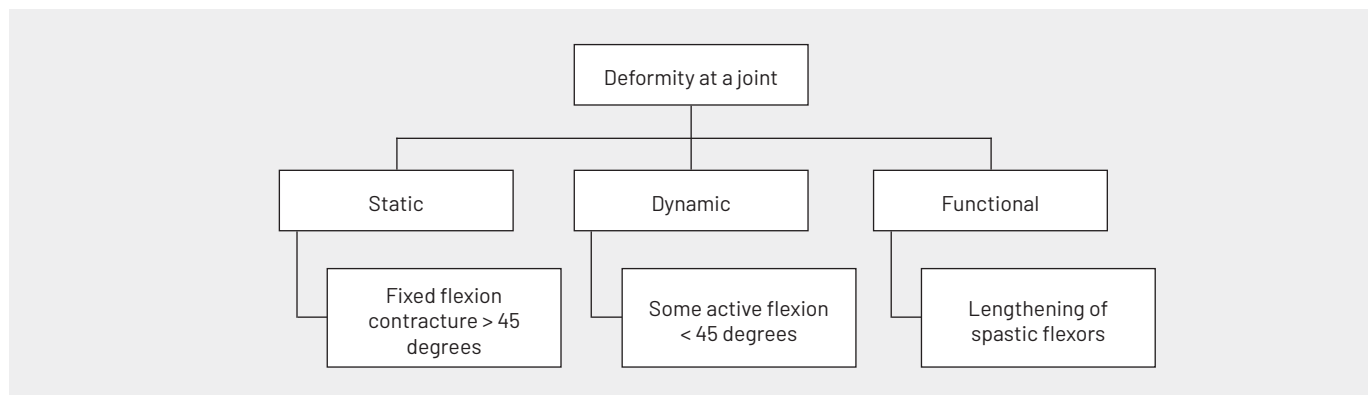 Deformity at a joint
Static
Dynamic
Functional
Fixed flexion
contracture > 45
degrees
Some active flexion
< 45 degrees
Lengthening of
spastic flexors